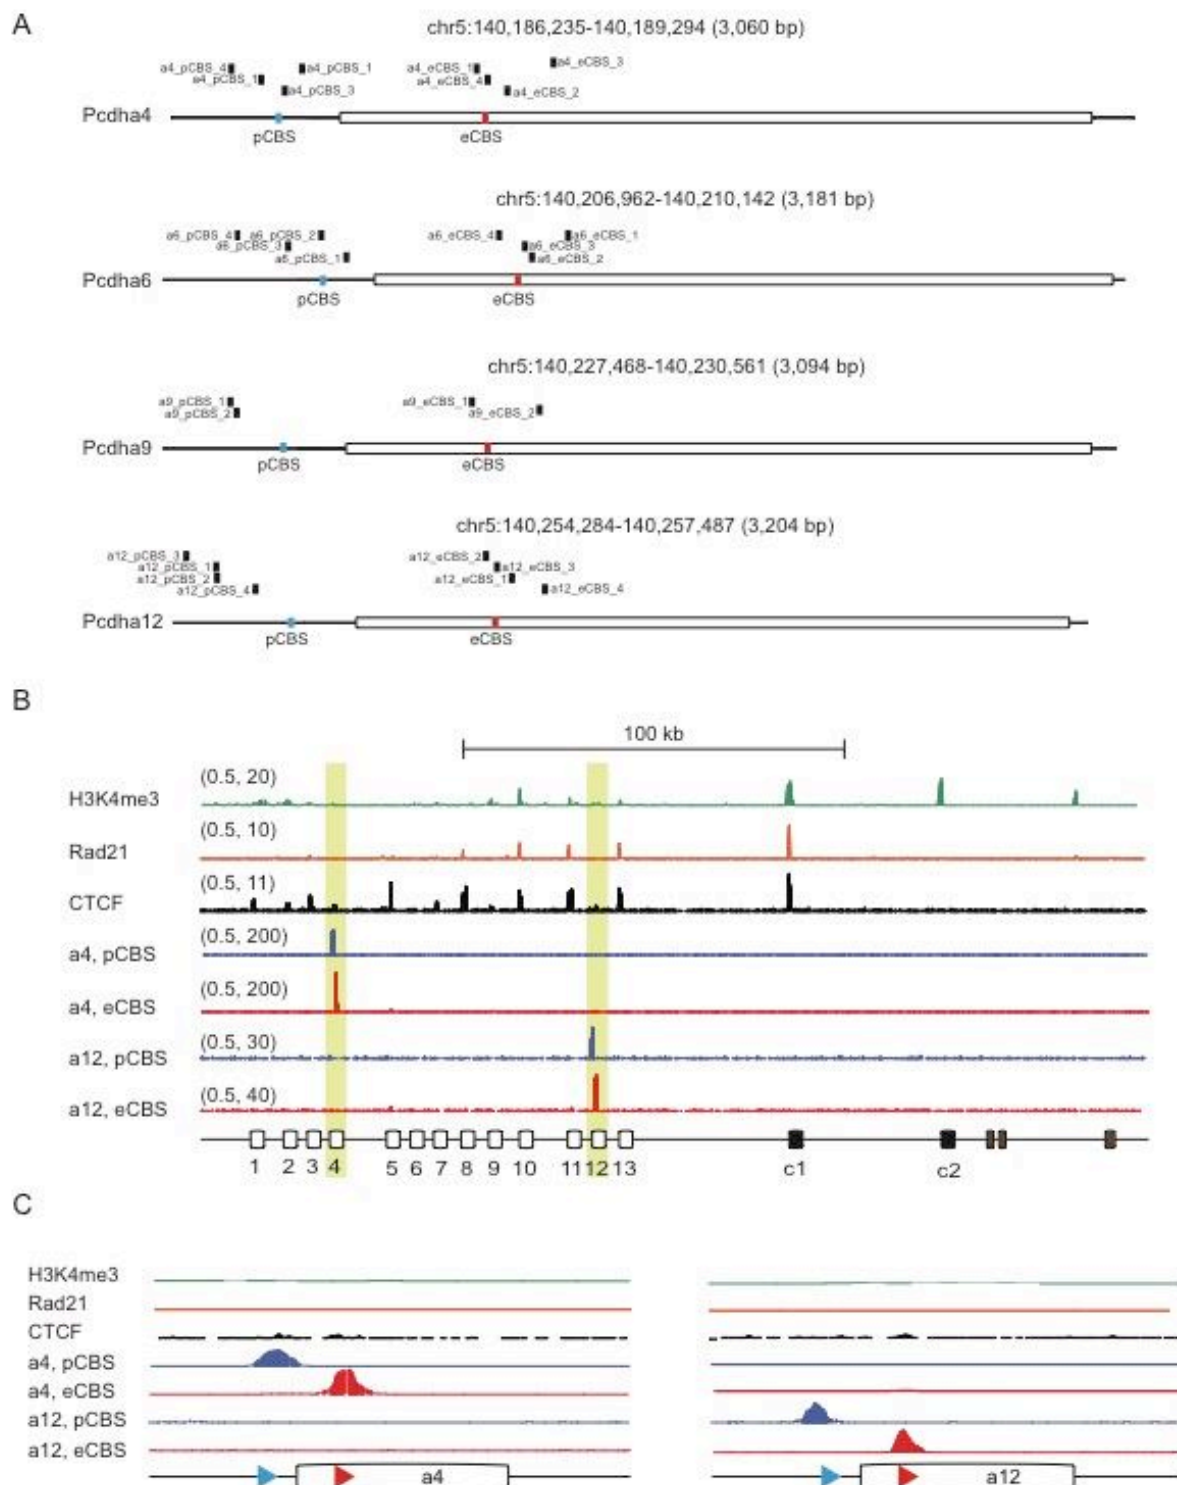 A
chr5:140,186,235-140,189,294 (3,060 bp)
a4_pCBS_4 a4_pCBS_1 a4_eCBS_1 a4_eCBS_3
a4_pCBS_1 a4_eCBS_4
a4_pCBS_3 a4_eCBS_2
Pcdha4
pCBS eCBS
chr5:140,206,962-140,210,142 (3,181 bp)
a6_pCBS_4 a6_pCBS_2 a6_eCBS_4 a6_eCBS_1
a6_pCBS_3 a6_eCBS_3
a6_pCBS_1 a6_eCBS_2
Pcdha6
pCBS eCBS
chr5:140,227,468-140,230,561 (3,094 bp)
a9_pCBS_1 a9_eCBS_1
a9_pCBS_2 a9_eCBS_2
Pcdha9
pCBS eCBS
chr5:140,254,284-140,257,487 (3,204 bp)
a12_pCBS_3 a12_eCBS_2
a12_pCBS_1 a12_eCBS_3
a12_pCBS_2 a12_eCBS_1
a12_pCBS_4 a12_eCBS_4
Pcdha12
pCBS eCBS
B
100 kb
H3K4me3 (0.5, 20)
Rad21 (0.5, 10)
CTCF (0.5, 11)
a4, pCBS (0.5, 200)
a4, eCBS (0.5, 200)
a12, pCBS (0.5, 30)
a12, eCBS (0.5, 40)
1 2 3 4 5 6 7 8 9 10 11 12 13 c1 c2
C
H3K4me3
Rad21
CTCF
a4, pCBS
a4, eCBS
a12, pCBS
a12, eCBS
a4 a12